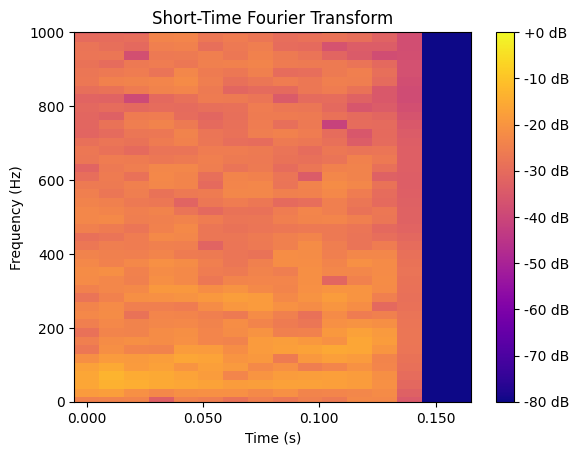 Short-Time Fourier Transform
1000
800
600
400
200
0
Frequency (Hz)
0.000
0.050
0.100
0.150
Time (s)
+0 dB
-10 dB
-20 dB
-30 dB
-40 dB
-50 dB
-60 dB
-70 dB
-80 dB